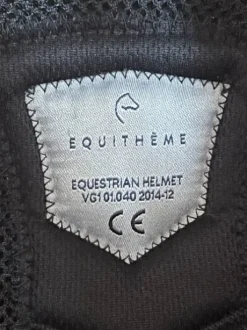 EQUITHÈME
EQUESTRIAN HELMET
VG1 01.040 2014-12
CE